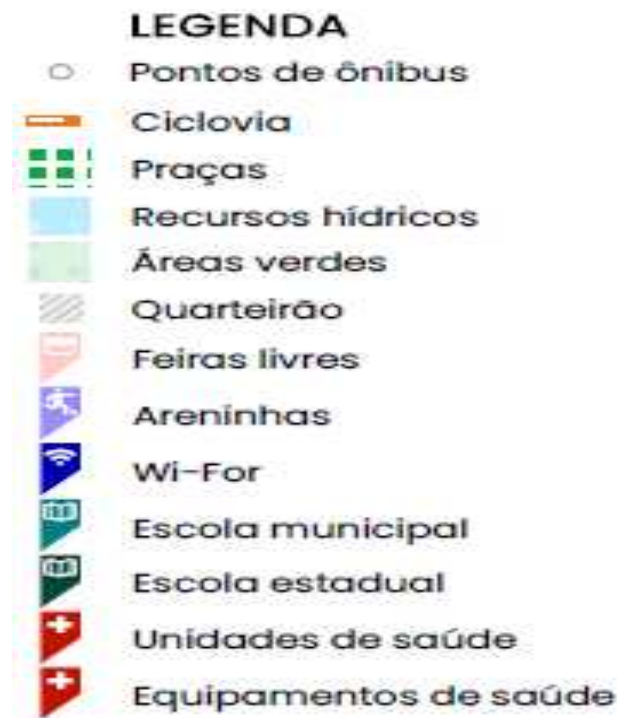 LEGENDA
Pontos de ônibus
Ciclovia
Praças
Recursos hídricos
Áreas verdes
Quarteirão
Feiras livres
Areninhas
Wi-For
Escola municipal
Escola estadual
Unidades de saúde
Equipamentos de saúde